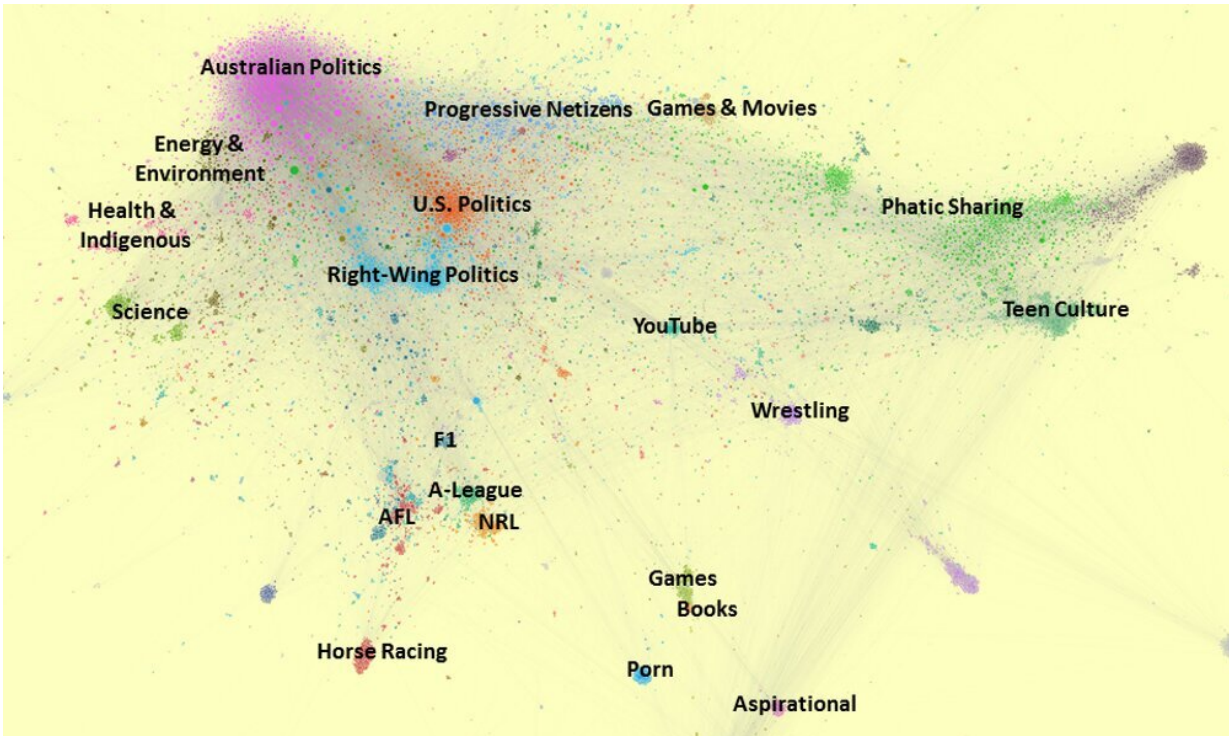 Australian Politics
Progressive Netizens
Games & Movies
Energy &
Environment
Health &
Indigenous
U.S. Politics
Phatic Sharing
Right-Wing Politics
Science
YouTube
Teen Culture
Wrestling
F1
A-League
AFL
NRL
Games
Books
Horse Racing
Porn
Aspirational